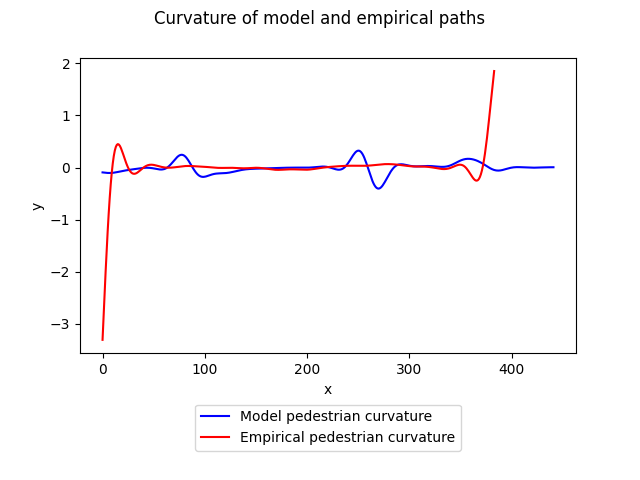 Curvature of model and empirical paths
2
1
0
−1
−2
−3
y
0 100 200 300 400
x
Model pedestrian curvature
Empirical pedestrian curvature